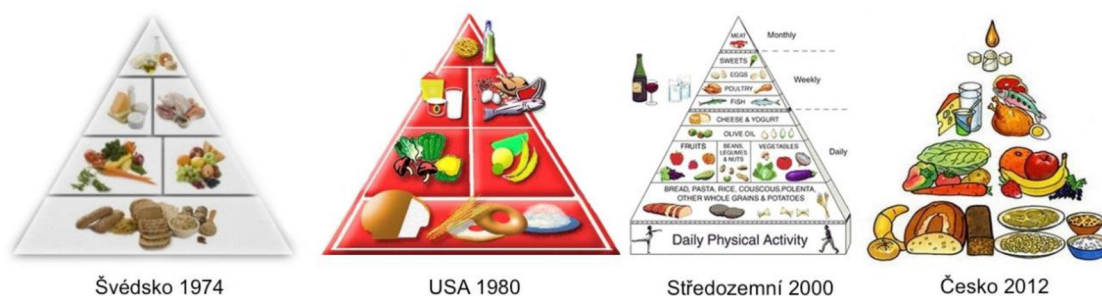 MEAT
Monthly
SWEETS
EGGS
Weekly
POULTRY
FISH
CHEESE & YOGURT
OLIVE OIL
Daily
FRUITS
BEANS,
LEGUMES
& NUTS
VEGETABLES
BREAD, PASTA, RICE, COUSCOUS, POLENTA,
OTHER WHOLE GRAINS & POTATOES
Daily Physical Activity
Švédsko 1974
USA 1980
Středozemní 2000
Česko 2012